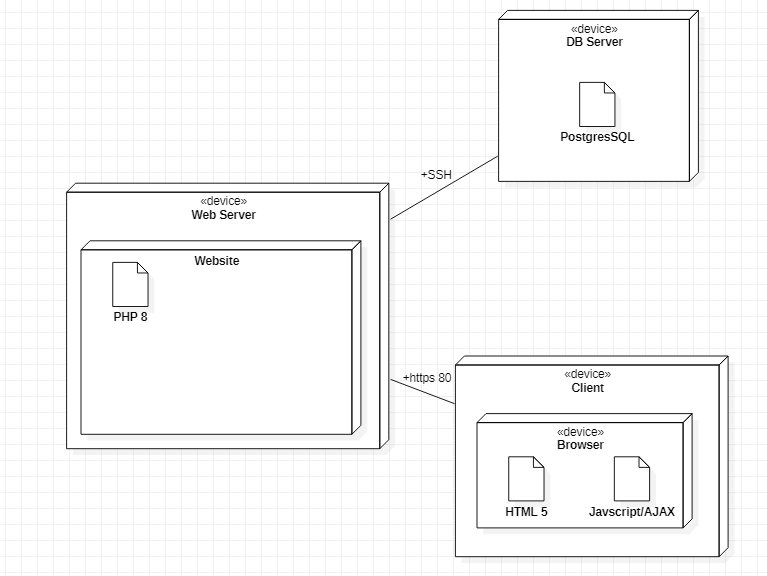 «device»
DB Server
PostgresSQL
+SSH
«device»
Web Server
Website
PHP 8
+https 80
«device»
Client
«device»
Browser
HTML 5
Javscript/AJAX